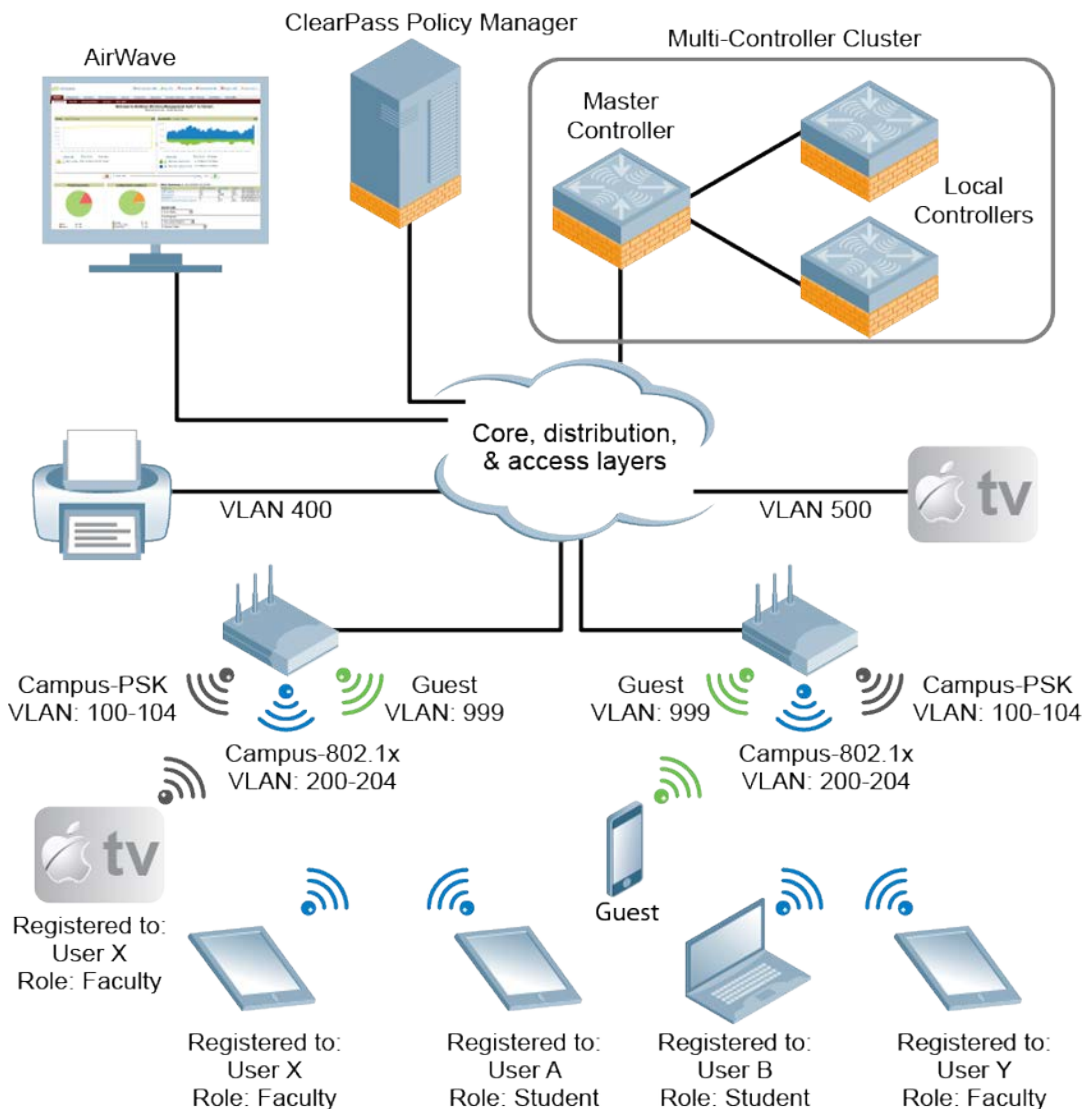 ClearPass Policy Manager
AirWave
Multi-Controller Cluster
Master
Controller
Local
Controllers
Core, distribution,
& access layers
VLAN 400
VLAN 500
tv
Campus-PSK
VLAN: 100-104
Guest
VLAN: 999
Guest
VLAN: 999
Campus-PSK
VLAN: 100-104
Campus-802.1x
VLAN: 200-204
Campus-802.1x
VLAN: 200-204
tv
Registered to:
User X
Role: Faculty
Guest
Registered to:
User X
Role: Faculty
Registered to:
User A
Role: Student
Registered to:
User B
Role: Student
Registered to:
User Y
Role: Faculty